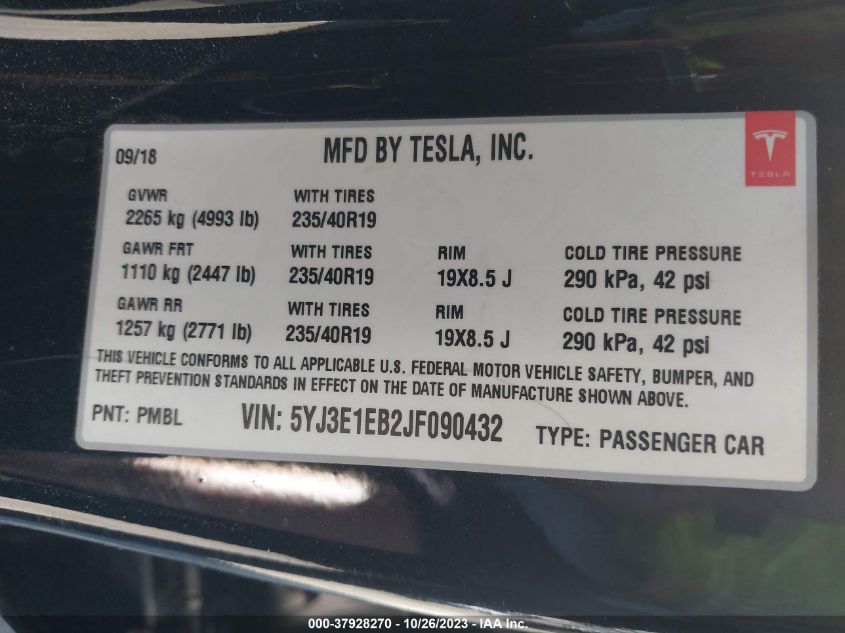 09/18
MFD BY TESLA, INC.
TESLA
GVWR WITH TIRES
2265 kg (4993 lb) 235/40R19
GAWR FRT WITH TIRES RIM COLD TIRE PRESSURE
1110 kg (2447 lb) 235/40R19 19X8.5 J 290 kPa, 42 psi
GAWR RR WITH TIRES RIM COLD TIRE PRESSURE
1257 kg (2771 lb) 235/40R19 19X8.5 J 290 kPa, 42 psi
THIS VEHICLE CONFORMS TO ALL APPLICABLE U.S. FEDERAL MOTOR VEHICLE SAFETY, BUMPER, AND
THEFT PREVENTION STANDARDS IN EFFECT ON THE DATE OF MANUFACTURE SHOWN ABOVE.
PNT: PMBL VIN: 5YJ3E1EB2JF090432 TYPE: PASSENGER CAR
000-37928270 - 10/26/2023 - IAA Inc.